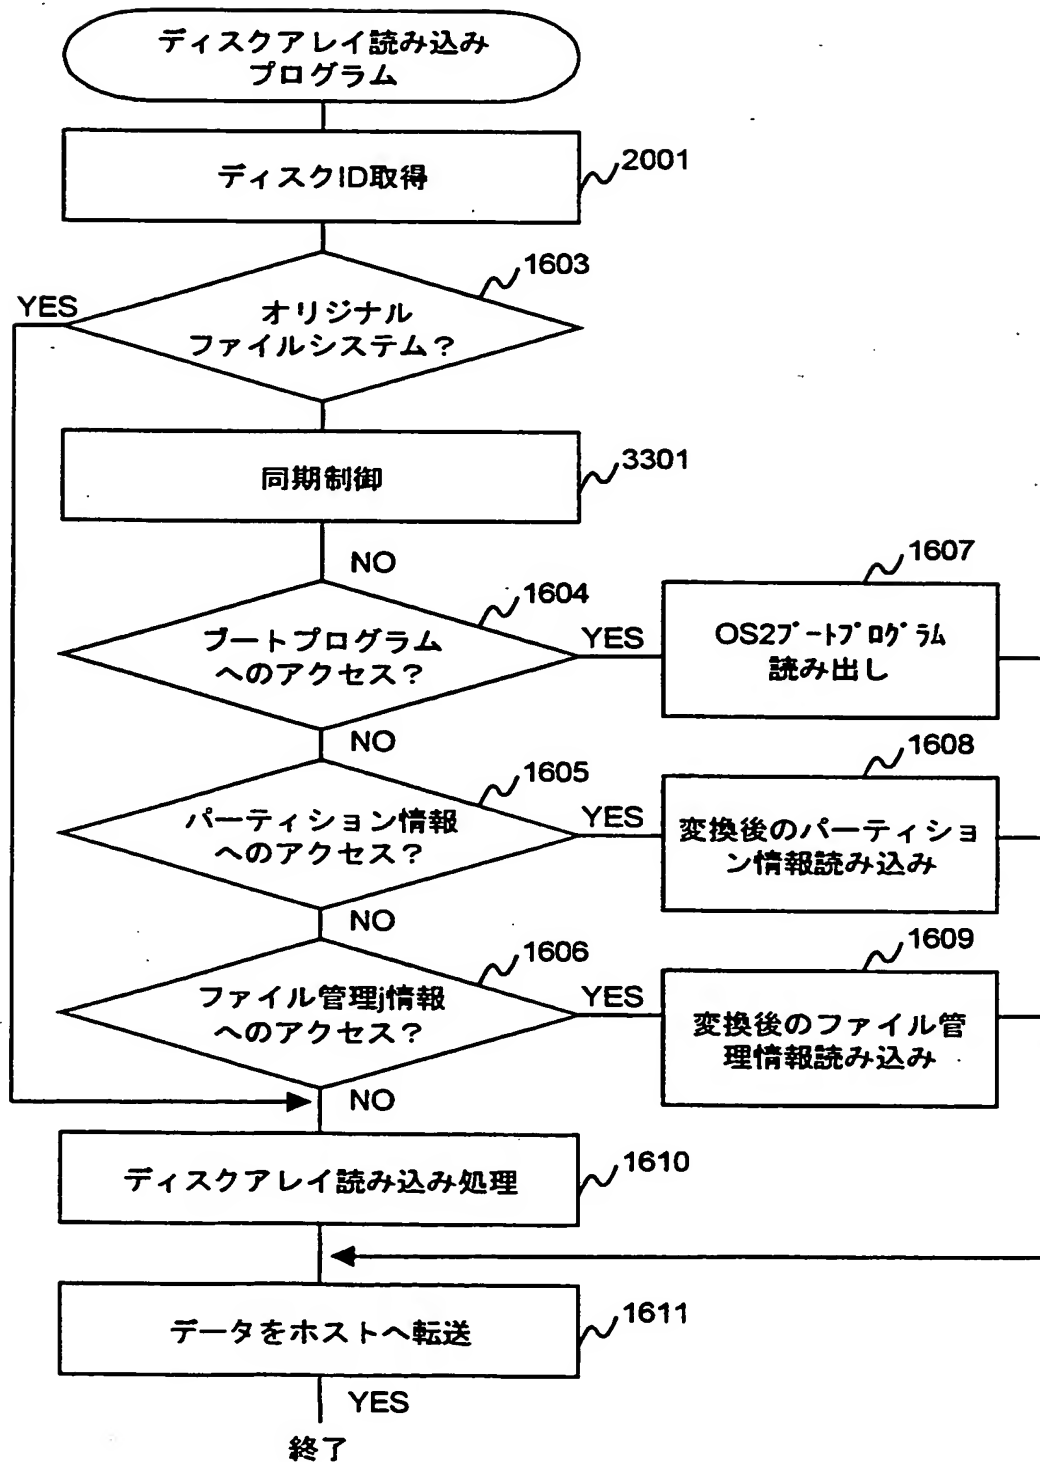 ディスクアレイ読み込み
プログラム
ディスクID取得
2001
1603
YES
オリジナル
ファイルシステム?
同期制御
3301
NO
1604
ブートプログラム
へのアクセス?
YES
1607
OS2ブートプログラム
読み出し
NO
1605
パーティション情報
へのアクセス?
YES
1608
変換後のパーティショ
ン情報読み込み
NO
1606
ファイル管理j情報
へのアクセス?
YES
1609
変換後のファイル管
理情報読み込み
NO
ディスクアレイ読み込み処理
1610
データをホストへ転送
1611
YES
終了